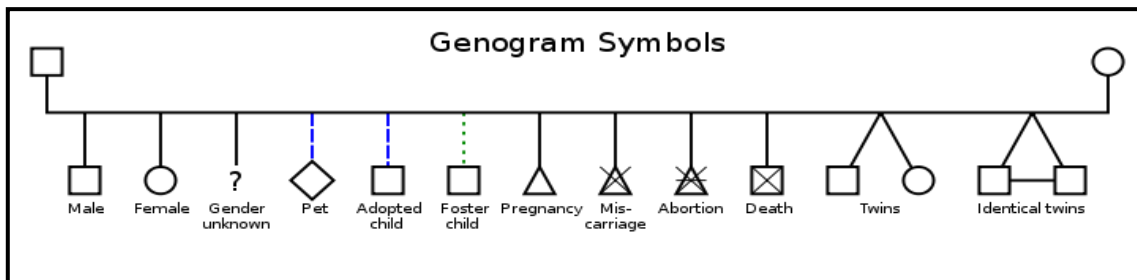 Genogram Symbols
?
Male
Female
Gender
unknown
Pet
Adopted
child
Foster
child
Pregnancy
Mis-
carriage
Abortion
Death
Twins
Identical twins